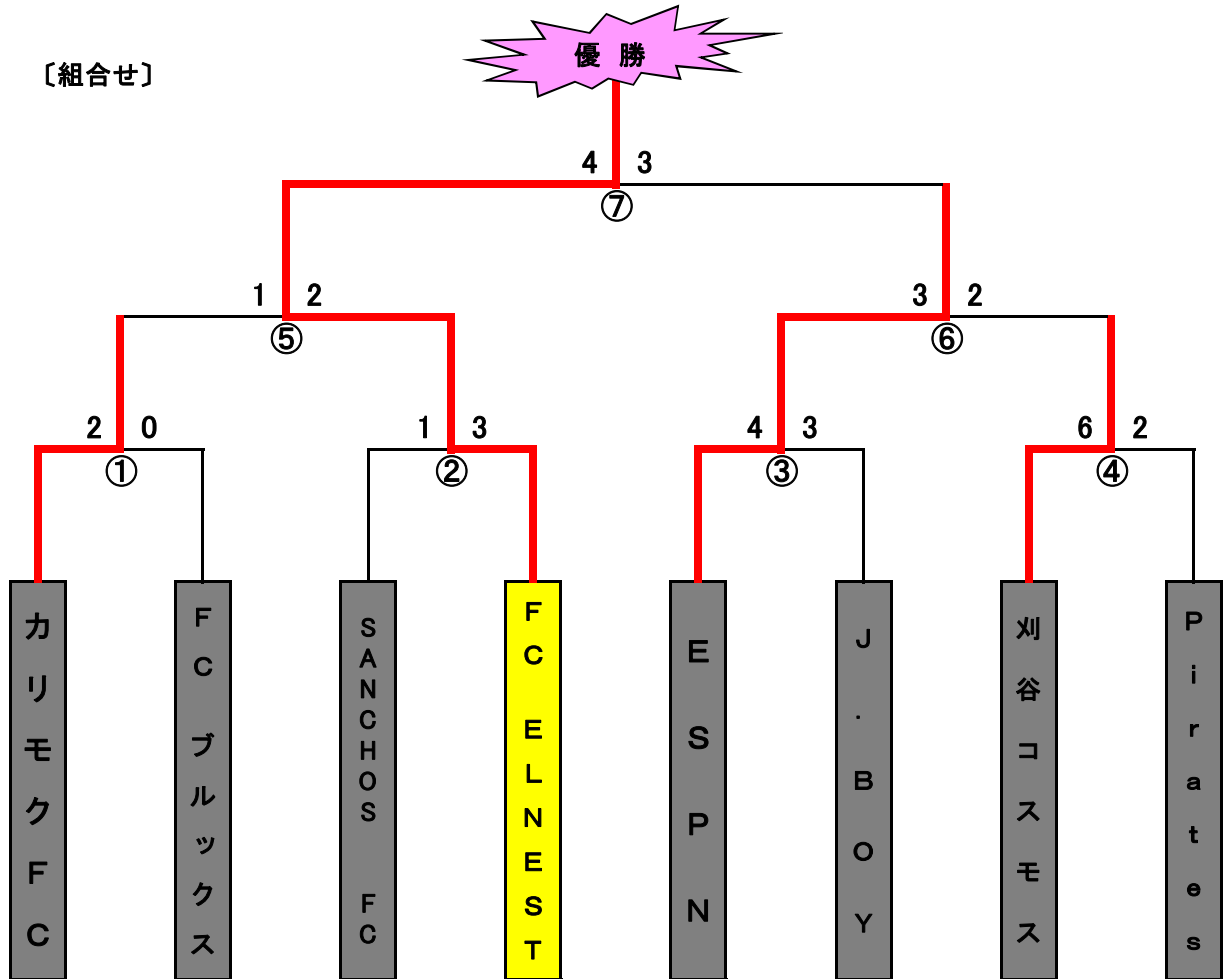 優 勝
〔組合せ〕
4 3
⑦
1 2
3 2
⑤
⑥
2 0
1 3
4 3
6 2
①
②
③
④
カリモクFC
FC ブルックス
SANCHOS FC
FC ELNEST
ESPN
J.BOY
刈谷コスモス
Pirates